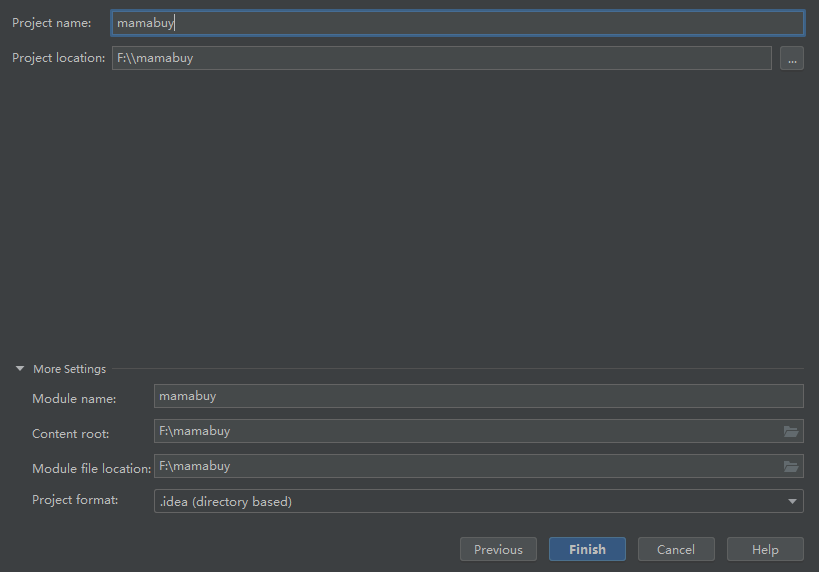 Project name: mamabuy
Project location: F:\\mamabuy ...
More Settings
Module name: mamabuy
Content root: F:\mamabuy
Module file location: F:\mamabuy
Project format: .idea (directory based)
Previous Finish Cancel Help